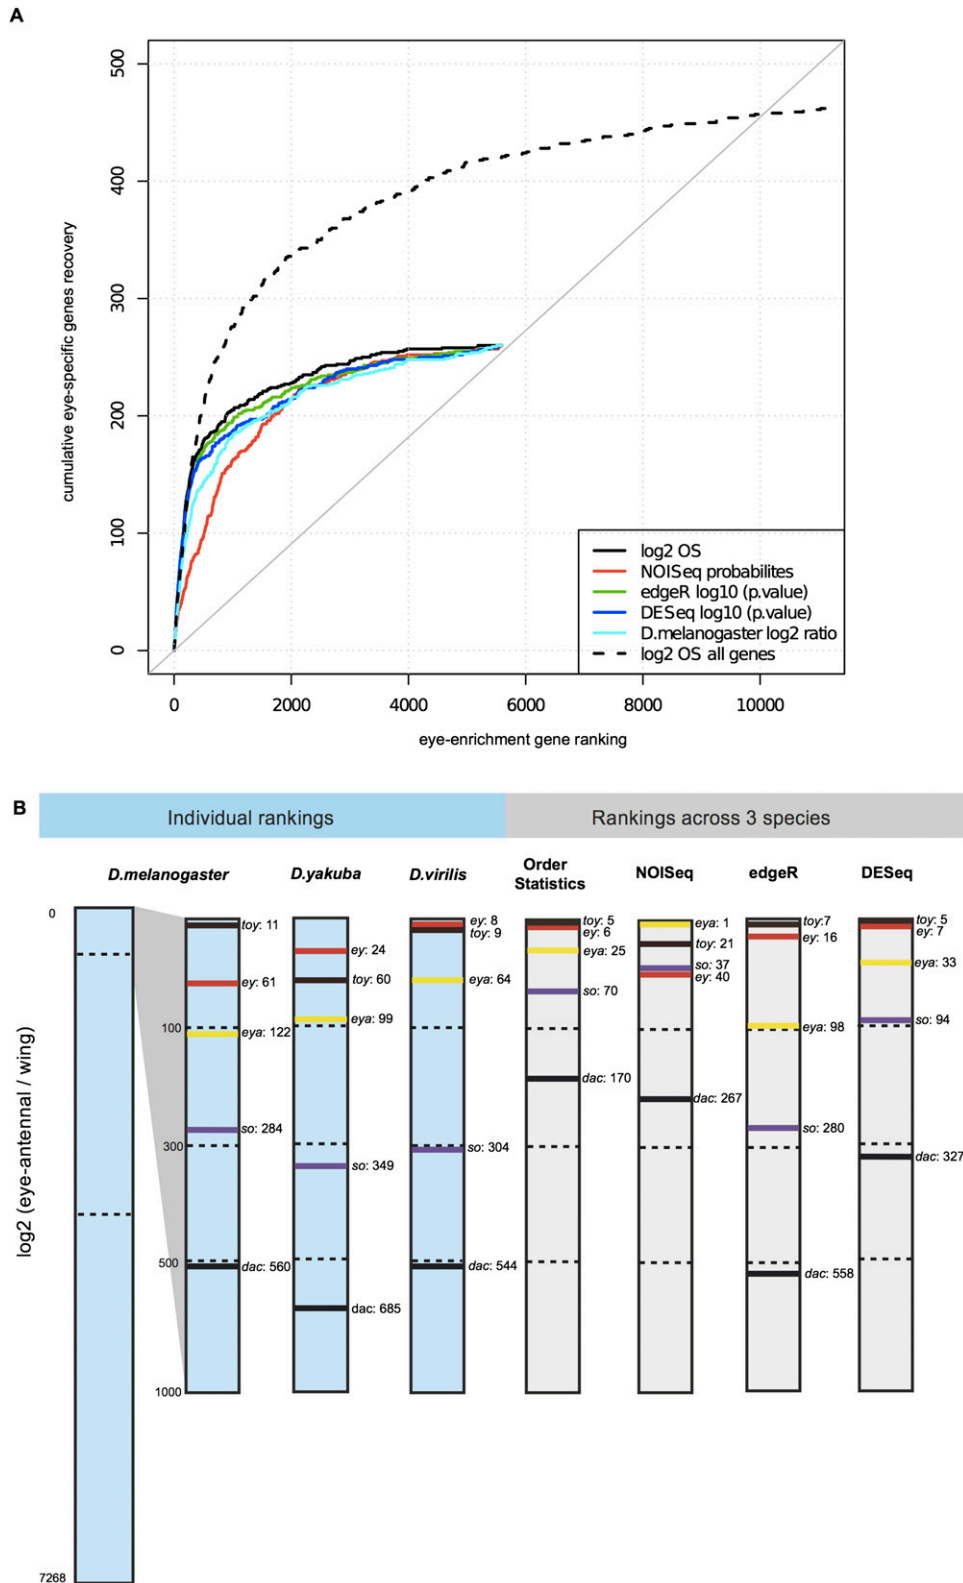 A
500
400
300
200
100
0
cumulative eye-specific genes recovery
log2 OS
NOISeq probabilites
edgeR log10 (p.value)
DESeq log10 (p.value)
D.melanogaster log2 ratio
log2 OS all genes
0 2000 4000 6000 8000 10000
eye-enrichment gene ranking
B
Individual rankings
Rankings across 3 species
D.melanogaster
D.yakuba
D.virilis
Order
Statistics
NOISeq
edgeR
DESeq
log2 (eye-antennal / wing)
0
7268
100
300
500
1000
toy: 11
ey: 61
eya: 122
so: 284
dac: 560
ey: 24
toy: 60
eya: 99
so: 349
dac: 685
ey: 8
toy: 9
eya: 64
so: 304
dac: 544
toy: 5
ey: 6
eya: 25
so: 70
dac: 170
eya: 1
toy: 21
so: 37
ey: 40
dac: 267
toy:7
ey: 16
eya: 98
so: 280
dac: 558
toy: 5
ey: 7
eya: 33
so: 94
dac: 327